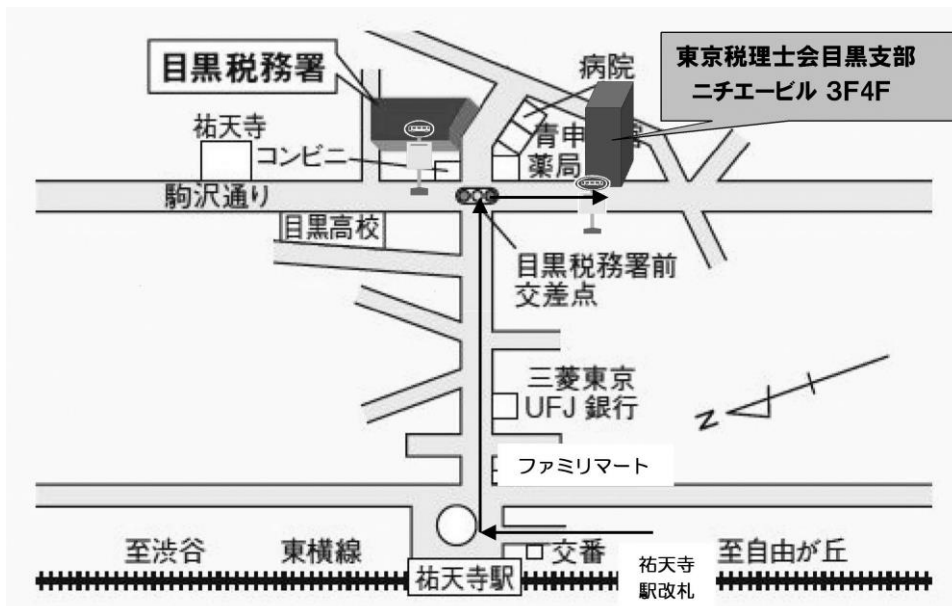 目黒税務署
東京税理士会目黒支部
ニチエービル 3F4F
病院
祐天寺
コンビニ
青申
館
薬局
駒沢通り
目黒高校
目黒税務署前
交差点
三菱東京
UFJ 銀行
N
ファミリマート
至渋谷
東横線
祐天寺駅
交番
祐天寺
駅改札
至自由が丘